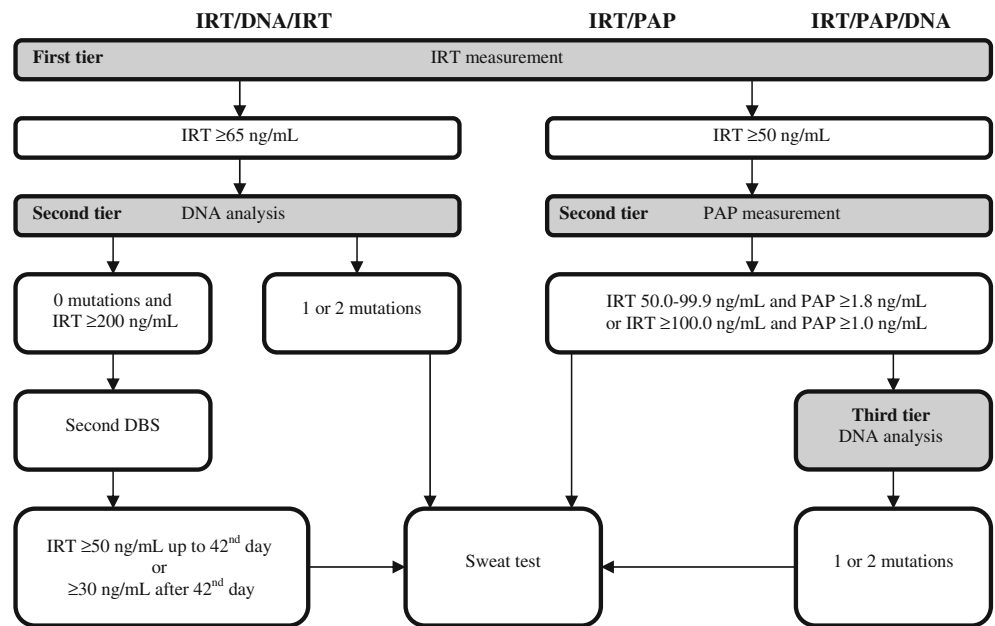 IRT/DNA/IRT IRT/PAP IRT/PAP/DNA
First tier IRT measurement
IRT ≥65 ng/mL
IRT ≥50 ng/mL
Second tier DNA analysis
Second tier PAP measurement
0 mutations and
IRT ≥200 ng/mL
1 or 2 mutations
IRT 50.0-99.9 ng/mL and PAP ≥1.8 ng/mL
or IRT ≥100.0 ng/mL and PAP ≥1.0 ng/mL
Second DBS
Third tier
DNA analysis
IRT ≥50 ng/mL up to 42nd day
or
≥30 ng/mL after 42nd day
Sweat test
1 or 2 mutations